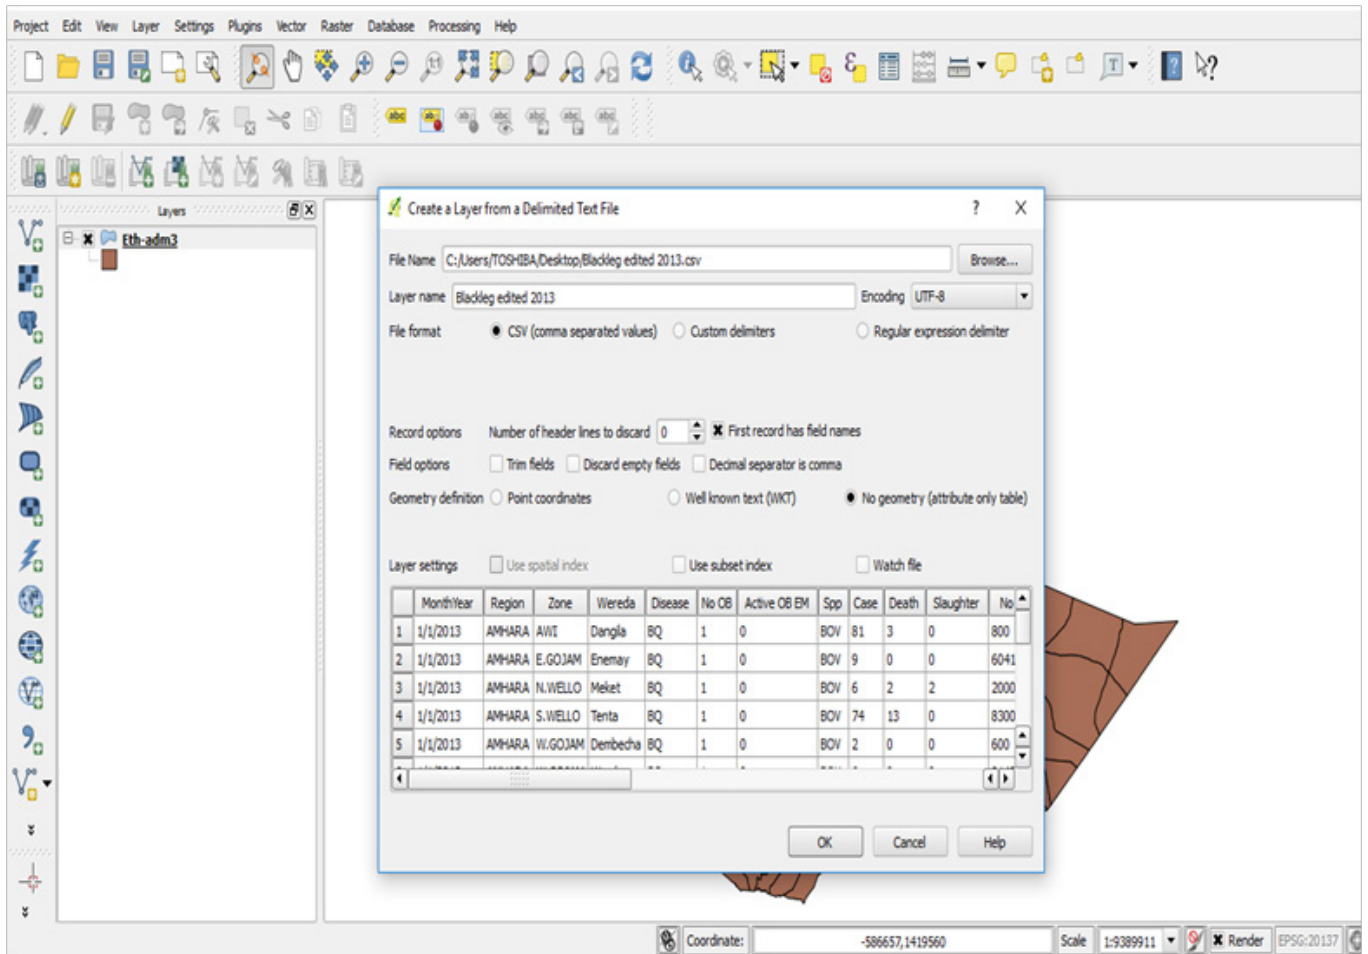 Project Edit View Layer Settings Plugins Vector Raster Database Processing Help
abc abc abc abc abc abc abc
Layers
Eth-adm3
Create a Layer from a Delimited Text File ? X
File Name C:/Users/TOSHIBA/Desktop/Blackleg edited 2013.csv Browse...
Layer name Blackleg edited 2013 Encoding UTF-8
File format CSV (comma separated values) Custom delimiters Regular expression delimiter
Record options Number of header lines to discard 0 First record has field names
Field options Trim fields Discard empty fields Decimal separator is comma
Geometry definition Point coordinates Well known text (WKT) No geometry (attribute only table)
Layer settings Use spatial index Use subset index Watch file
MonthYear Region Zone Wereda Disease No OB Active OB EM Spp Case Death Slaughter No
1 1/1/2013 AMHARA AWI Dangila BQ 1 0 BOV 81 3 0 800
2 1/1/2013 AMHARA E.GOJAM Enemay BQ 1 0 BOV 9 0 0 6041
3 1/1/2013 AMHARA N.WELLO Meket BQ 1 0 BOV 6 2 2 2000
4 1/1/2013 AMHARA S.WELLO Tenta BQ 1 0 BOV 74 13 0 8300
5 1/1/2013 AMHARA W.GOJAM Dembecha BQ 1 0 BOV 2 0 0 600
OK Cancel Help
Coordinate: -586657,1419560 Scale 1:9389911 Render EPSG:20137